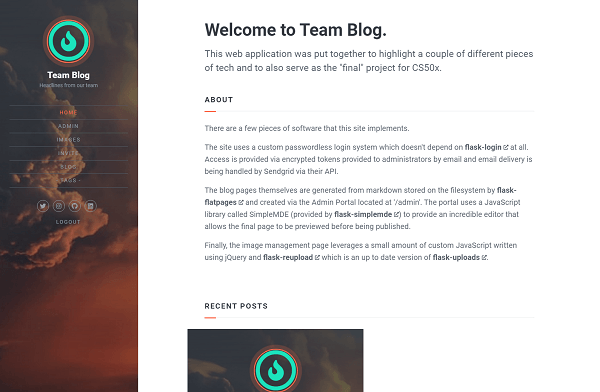 Team Blog
Headlines from our team
HOME
ADMIN
IMAGES
INVITE
BLOG
TAGS
LOGOUT
Welcome to Team Blog.
This web application was put together to highlight a couple of different pieces
of tech and to also serve as the "final" project for CS50x.
ABOUT
There are a few pieces of software that this site implements.
The site uses a custom passwordless login system which doesn't depend on flask-login at all.
Access is provided via encrypted tokens provided to administrators by email and email delivery is
being handled by Sendgrid via their API.
The blog pages themselves are generated from markdown stored on the filesystem by flask-
flatpages and created via the Admin Portal located at '/admin'. The portal uses a JavaScript
library called SimpleMDE (provided by flask-simplemde) to provide an incredible editor that
allows the final page to be previewed before being published.
Finally, the image management page leverages a small amount of custom JavaScript written
using jQuery and flask-reupload which is an up to date version of flask-uploads.
RECENT POSTS